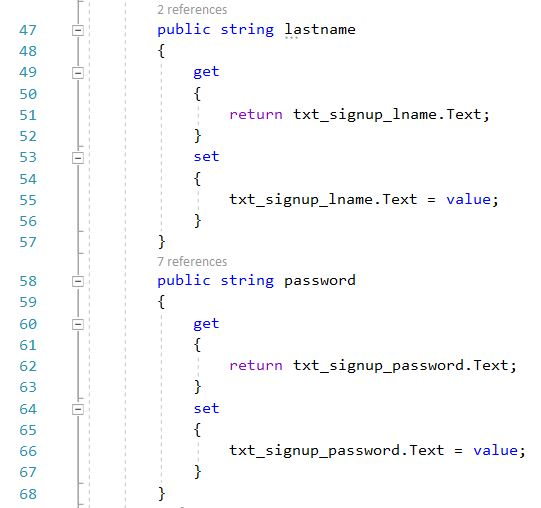 2 references
47 public string lastname
48 {
49 get
50 {
51 return txt_signup_lname.Text;
52 }
53 set
54 {
55 txt_signup_lname.Text = value;
56 }
57 }
7 references
58 public string password
59 {
60 get
61 {
62 return txt_signup_password.Text;
63 }
64 set
65 {
66 txt_signup_password.Text = value;
67 }
68 }